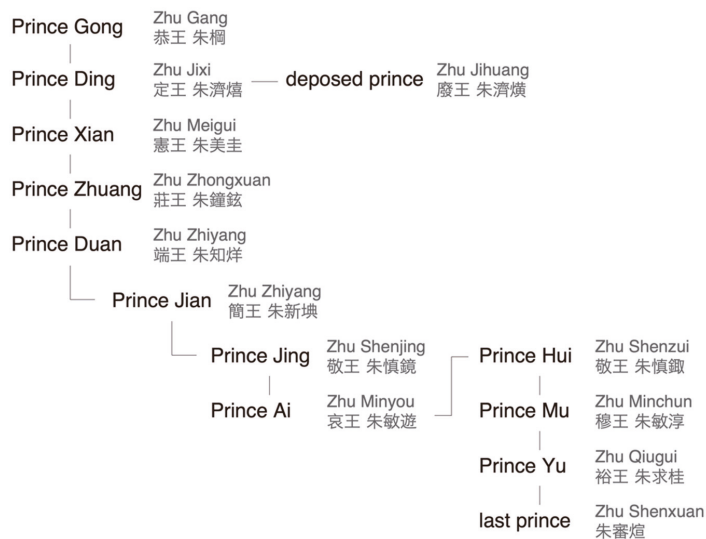 Prince Gong
Zhu Gang
恭王 朱棡
Prince Ding
Zhu Jixi
定王 朱濟熺
deposed prince
Zhu Jihuang
廢王 朱濟熿
Prince Xian
Zhu Meigui
憲王 朱美圭
Prince Zhuang
Zhu Zhongxuan
莊王 朱鐘鉉
Prince Duan
Zhu Zhiyang
端王 朱知烊
Prince Jian
Zhu Zhiyang
簡王 朱新㙉
Prince Jing
Zhu Shenjing
敬王 朱慎鏡
Prince Ai
Zhu Minyou
哀王 朱敏遊
Prince Hui
Zhu Shenzui
敬王 朱慎鋷
Prince Mu
Zhu Minchun
穆王 朱敏淳
Prince Yu
Zhu Qiugui
裕王 朱求桂
last prince
Zhu Shenxuan
朱審煊